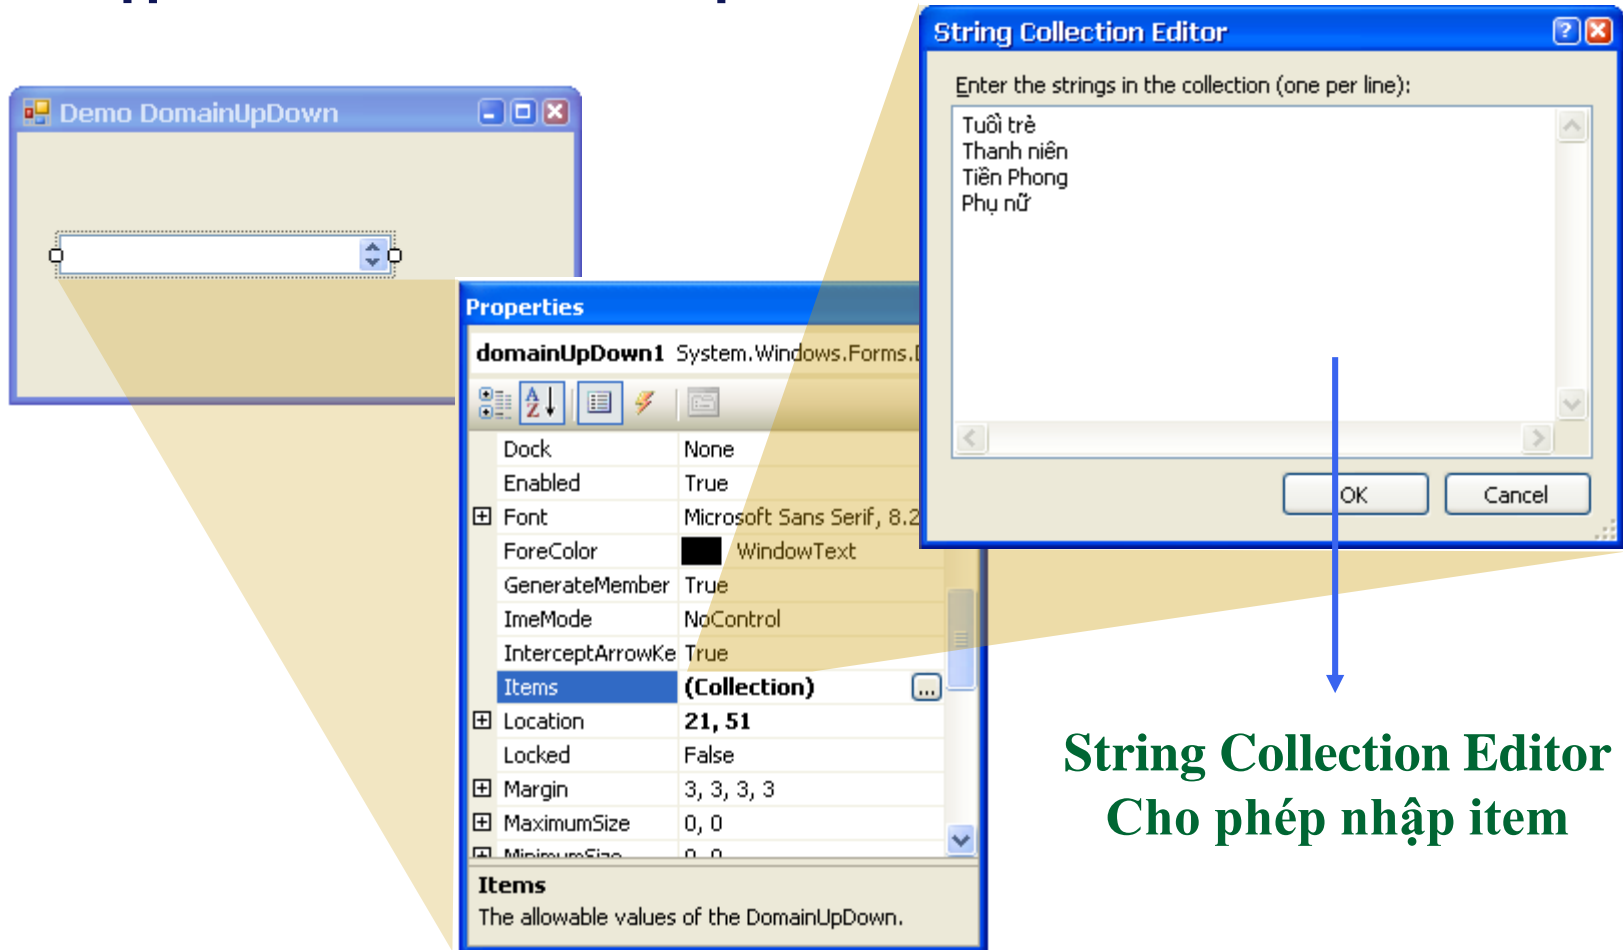 Demo DomainUpDown
String Collection Editor
Enter the strings in the collection (one per line):
Tuổi trẻ
Thanh niên
Tiền Phong
Phụ nữ
OK
Cancel
Properties
domainUpDown1 System.Windows.Forms.
Dock None
Enabled True
Font Microsoft Sans Serif, 8.2
ForeColor WindowText
GenerateMember True
ImeMode NoControl
InterceptArrowKe True
Items (Collection) ...
Location 21, 51
Locked False
Margin 3, 3, 3, 3
MaximumSize 0, 0
MinimumSize 0, 0
Items
The allowable values of the DomainUpDown.
String Collection Editor
Cho phép nhập item